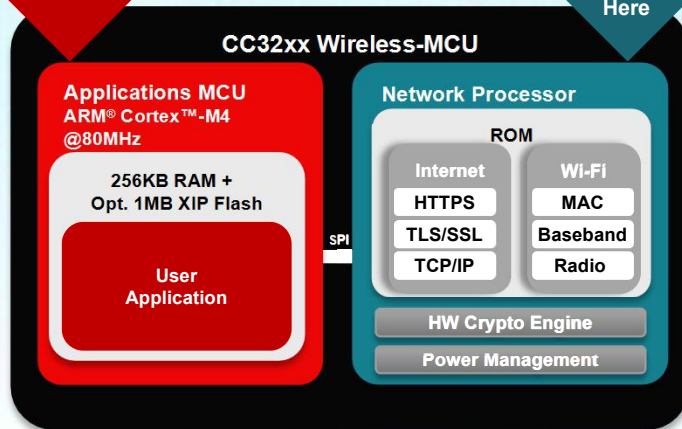 Here
CC32xx Wireless-MCU
Applications MCU
ARM® Cortex™-M4
@80MHz
256KB RAM +
Opt. 1MB XIP Flash
User
Application
SPI
Network Processor
ROM
Internet
HTTPS
TLS/SSL
TCP/IP
Wi-Fi
MAC
Baseband
Radio
HW Crypto Engine
Power Management